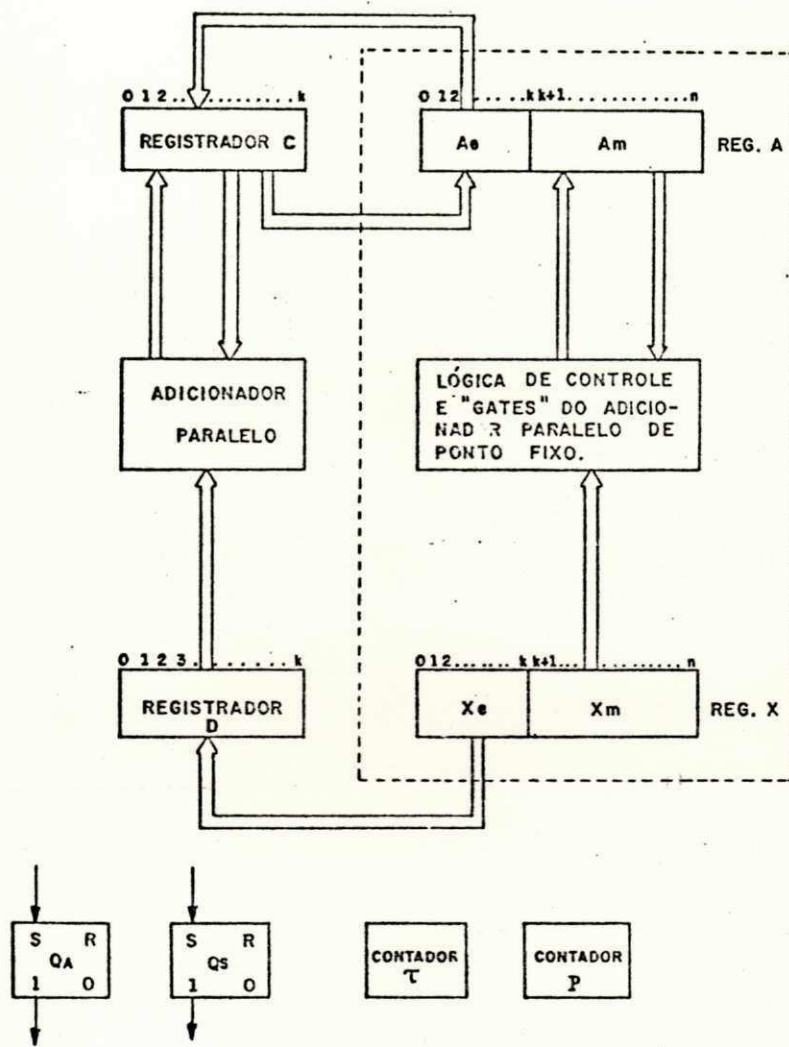 0 1 2 . . . . . . . . . . . k
0 12 . . . . . . k k+1 . . . . . . . . . . . . n
REGISTRADOR C
Ae
Am
REG. A
ADICIONADOR
PARALELO
LÓGICA DE CONTROLE
E "GATES" DO ADICIO-
NAD R PARALELO DE
PONTO FIXO.
0 1 2 3 . . . . . . . . . k
0 1 2 . . . . . . k k+1 . . . . . . . . . . . . n
REGISTRADOR
D
Xe
Xm
REG. X
S R
QA
1 0
S R
QS
1 0
CONTADOR
τ
CONTADOR
P